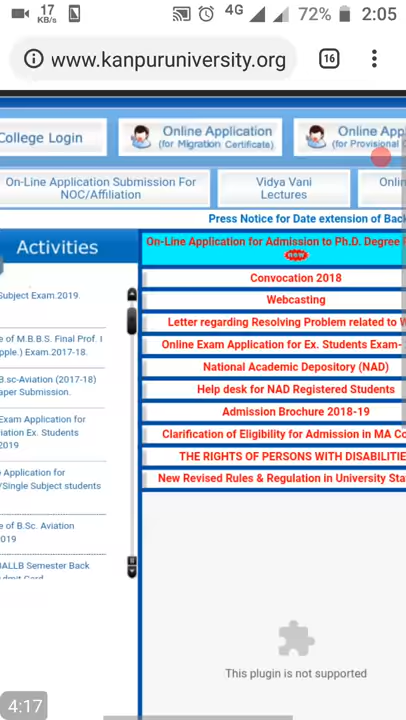 17
KB/s
4G
72%
2:05
www.kanpuruniversity.org
16
College Login
Online Application
(for Migration Certificate)
Online App
(for Provisional
On-Line Application Submission For
NOC/Affiliation
Vidya Vani
Lectures
Onlin
Press Notice for Date extension of Back
Activities
On-Line Application for Admission to Ph.D. Degree
new
Subject Exam.2019.
Convocation 2018
Webcasting
Letter regarding Resolving Problem related to W
e of M.B.B.S. Final Prof. I
pple.) Exam.2017-18.
Online Exam Application for Ex. Students Exam-
National Academic Depository (NAD)
B.sc-Aviation (2017-18)
aper Submission.
Help desk for NAD Registered Students
Admission Brochure 2018-19
Exam Application for
iation Ex. Students
2019
Clarification of Eligibility for Admission in MA Co
THE RIGHTS OF PERSONS WITH DISABILITIE
e Application for
/Single Subject students
New Revised Rules & Regulation in University Sta
e of B.Sc. Aviation
019
BALLB Semester Back
dmit Card
This plugin is not supported
4:17